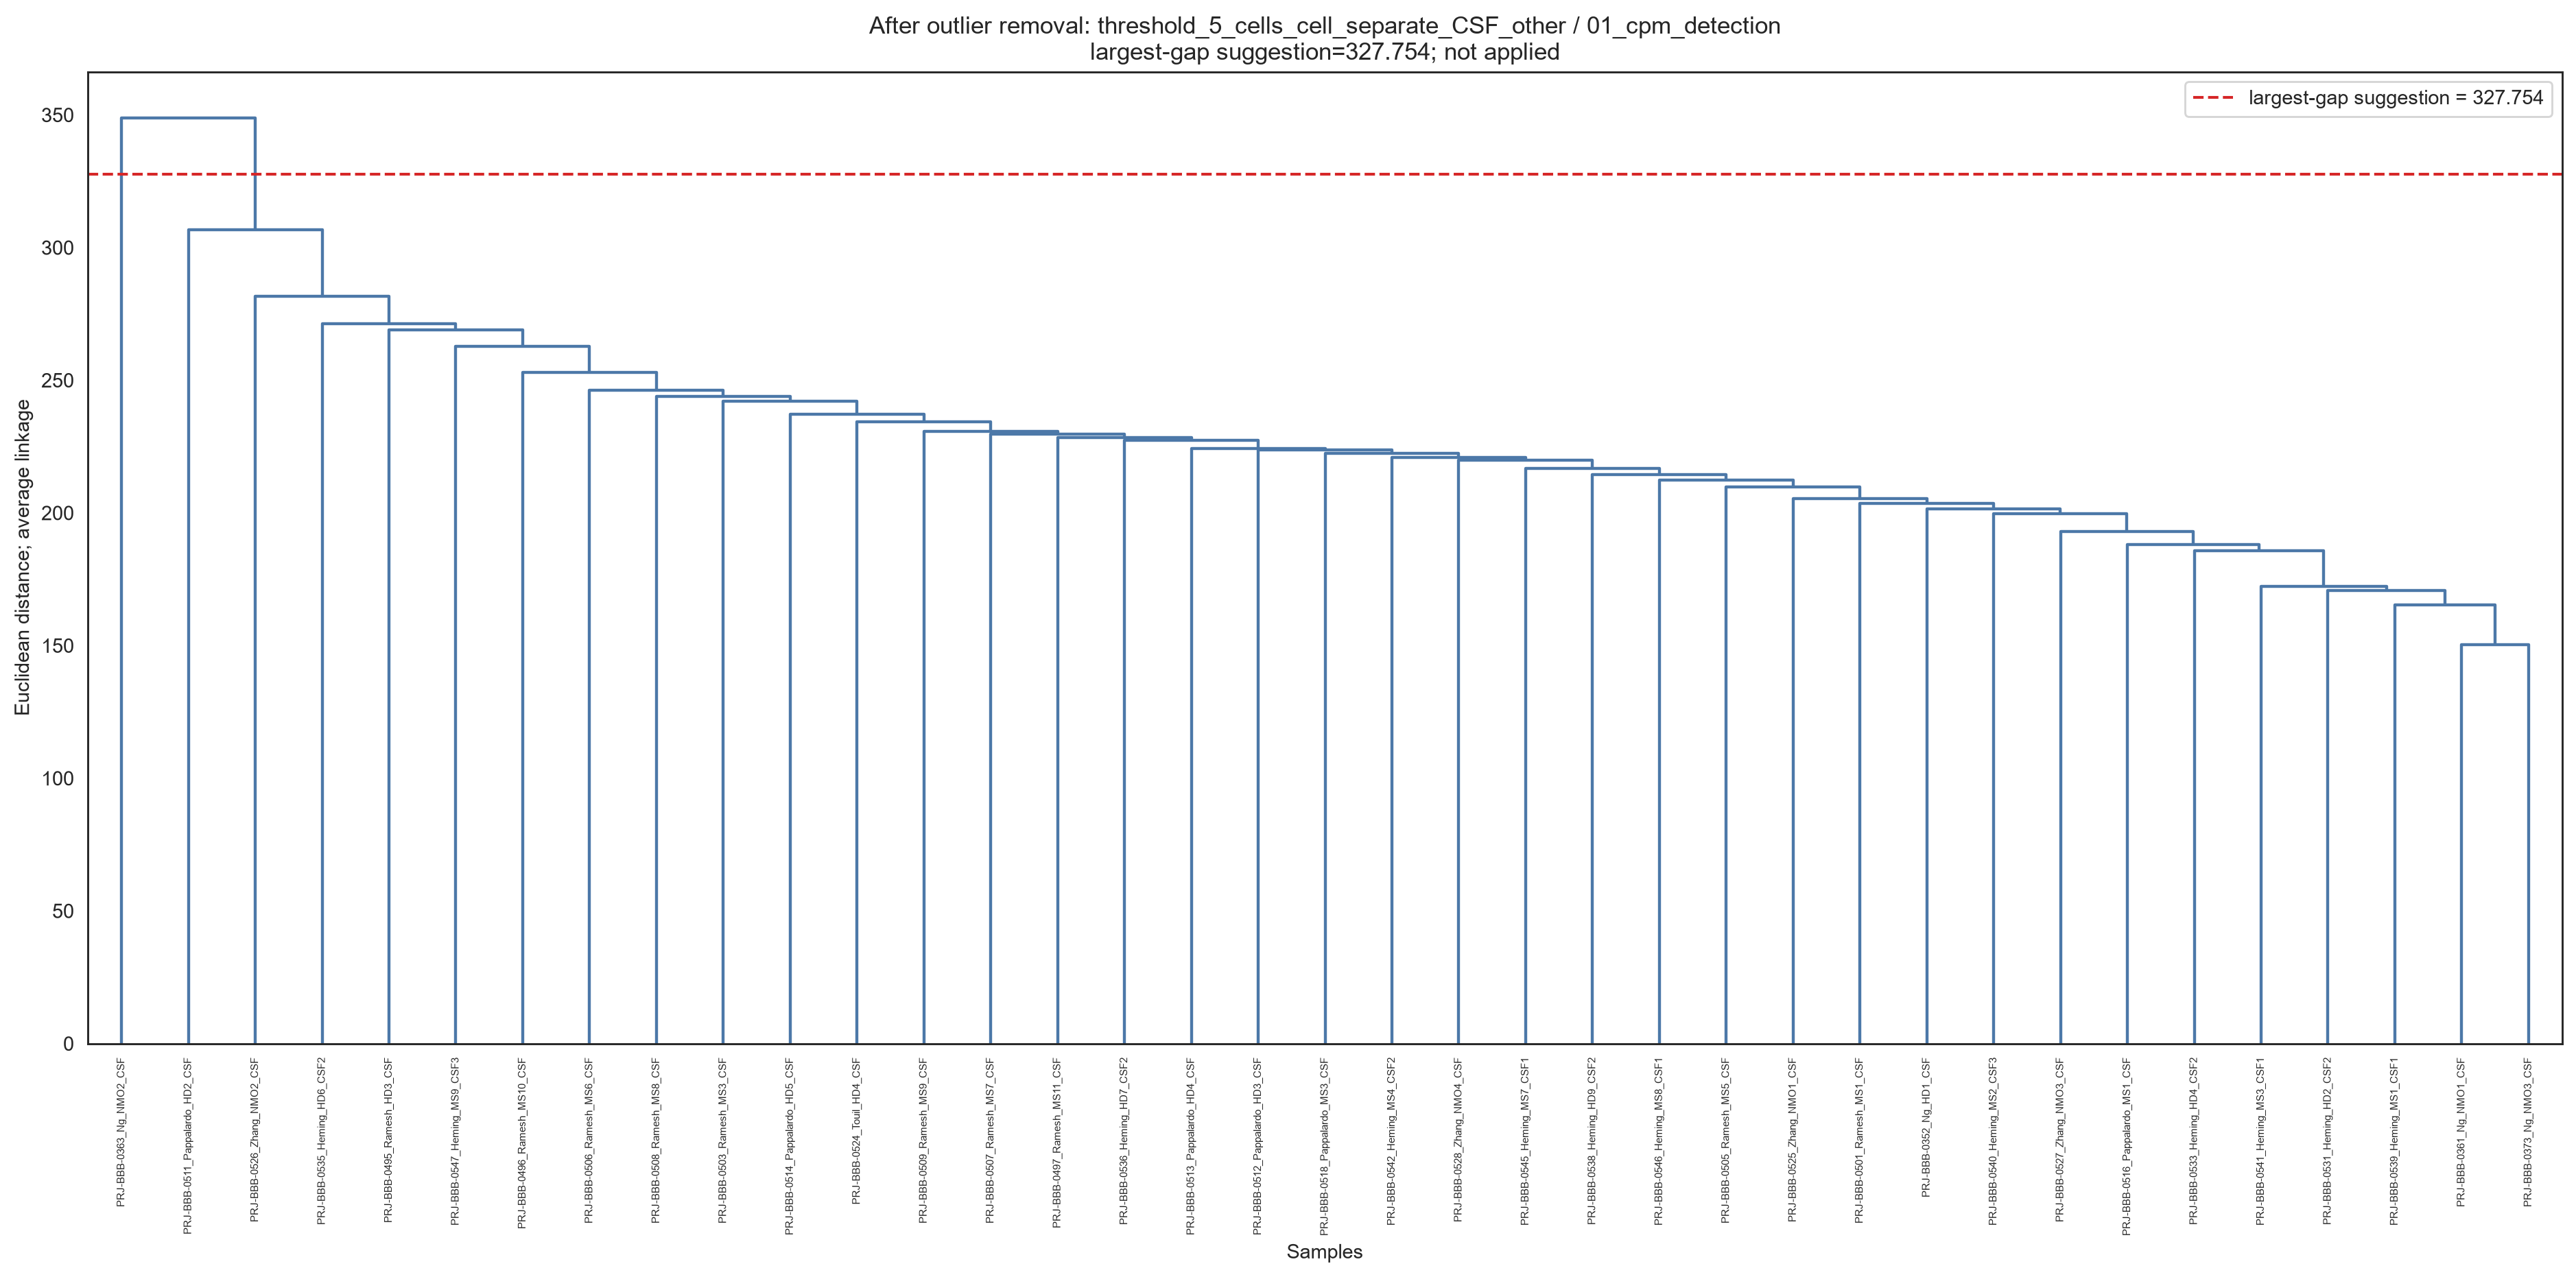 After outlier removal: threshold_5_cells_cell_separate_CSF_other / 01_cpm_detection
largest-gap suggestion=327.754; not applied
largest-gap suggestion = 327.754
Euclidean distance; average linkage
350
300
250
200
150
100
50
0
PRJ-BBB-0363_Ng_NMO2_CSF
PRJ-BBB-0511_Pappalardo_HD2_CSF
PRJ-BBB-0526_Zhang_NMO2_CSF
PRJ-BBB-0535_Heming_HD6_CSF2
PRJ-BBB-0495_Ramesh_HD3_CSF
PRJ-BBB-0547_Heming_MS9_CSF3
PRJ-BBB-0496_Ramesh_MS10_CSF
PRJ-BBB-0506_Ramesh_MS6_CSF
PRJ-BBB-0508_Ramesh_MS8_CSF
PRJ-BBB-0503_Ramesh_MS3_CSF
PRJ-BBB-0514_Pappalardo_HD5_CSF
PRJ-BBB-0524_Touil_HD4_CSF
PRJ-BBB-0509_Ramesh_MS9_CSF
PRJ-BBB-0507_Ramesh_MS7_CSF
PRJ-BBB-0497_Ramesh_MS11_CSF
PRJ-BBB-0536_Heming_HD7_CSF2
PRJ-BBB-0513_Pappalardo_HD4_CSF
PRJ-BBB-0512_Pappalardo_HD3_CSF
PRJ-BBB-0518_Pappalardo_MS3_CSF
PRJ-BBB-0542_Heming_MS4_CSF2
PRJ-BBB-0528_Zhang_NMO4_CSF
PRJ-BBB-0545_Heming_MS7_CSF1
PRJ-BBB-0538_Heming_HD9_CSF2
PRJ-BBB-0546_Heming_MS8_CSF1
PRJ-BBB-0505_Ramesh_MS5_CSF
PRJ-BBB-0525_Zhang_NMO1_CSF
PRJ-BBB-0501_Ramesh_MS1_CSF
PRJ-BBB-0352_Ng_HD1_CSF
PRJ-BBB-0540_Heming_MS2_CSF3
PRJ-BBB-0527_Zhang_NMO3_CSF
PRJ-BBB-0516_Pappalardo_MS1_CSF
PRJ-BBB-0533_Heming_HD4_CSF2
PRJ-BBB-0541_Heming_MS3_CSF1
PRJ-BBB-0531_Heming_HD2_CSF2
PRJ-BBB-0539_Heming_MS1_CSF1
PRJ-BBB-0361_Ng_NMO1_CSF
PRJ-BBB-0373_Ng_NMO3_CSF
Samples